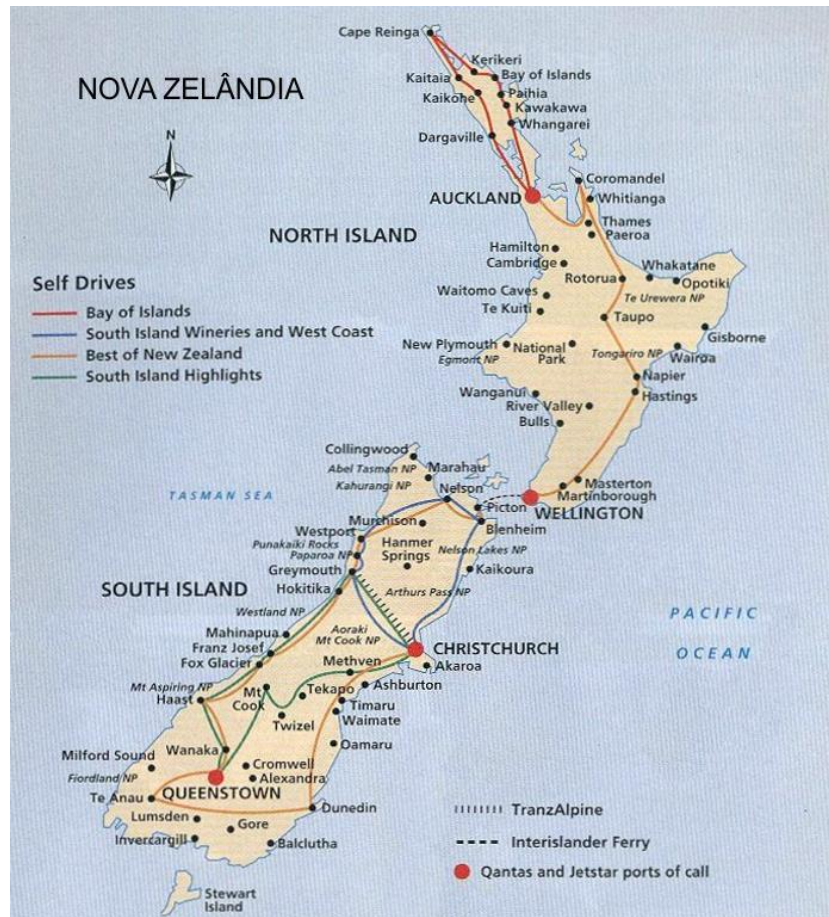 Cape Reinga
NOVA ZELÂNDIA
Kerikeri
Kaitaia
Bay of Islands
Kaikohe
Paihia
Kawakawa
Whangarei
Dargaville
N
Coromandel
AUCKLAND
Whitianga
Thames
Paeroa
NORTH ISLAND
Hamilton
Cambridge
Rotorua
Whakatane
Opotiki
Self Drives
Waitomo Caves
Te Urewera NP
Te Kuiti
Taupo
Bay of Islands
South Island Wineries and West Coast
Best of New Zealand
South Island Highlights
Gisborne
New Plymouth
Egmont NP
National
Park
Tongariro NP
Wairoa
Napier
Hastings
Wanganui
River Valley
Bulls
Collingwood
Abel Tasman NP
Marahau
Kahurangi NP
Nelson
TASMAN SEA
Masterton
Martinborough
Picton
WELLINGTON
Murchison
Blenheim
Westport
Punakaiki Rocks
Paparoa NP
Hanmer
Springs
Nelson Lakes NP
Greymouth
Kaikoura
SOUTH ISLAND
Hokitika
Arthurs Pass NP
Westland NP
PACIFIC
OCEAN
Mahinapua
Aoraki
Mt Cook NP
Franz Josef
CHRISTCHURCH
Fox Glacier
Methven
Akaroa
Mt Aspiring NP
Haast
Mt
Cook
Tekapo
Ashburton
Timaru
Twizel
Waimate
Oamaru
Wanaka
Milford Sound
Cromwell
Fiordland NP
Alexandra
QUEENSTOWN
Te Anau
Dunedin
Lumsden
Gore
Invercargill
Balclutha
TranzAlpine
Interislander Ferry
Qantas and Jetstar ports of call
Stewart
Island